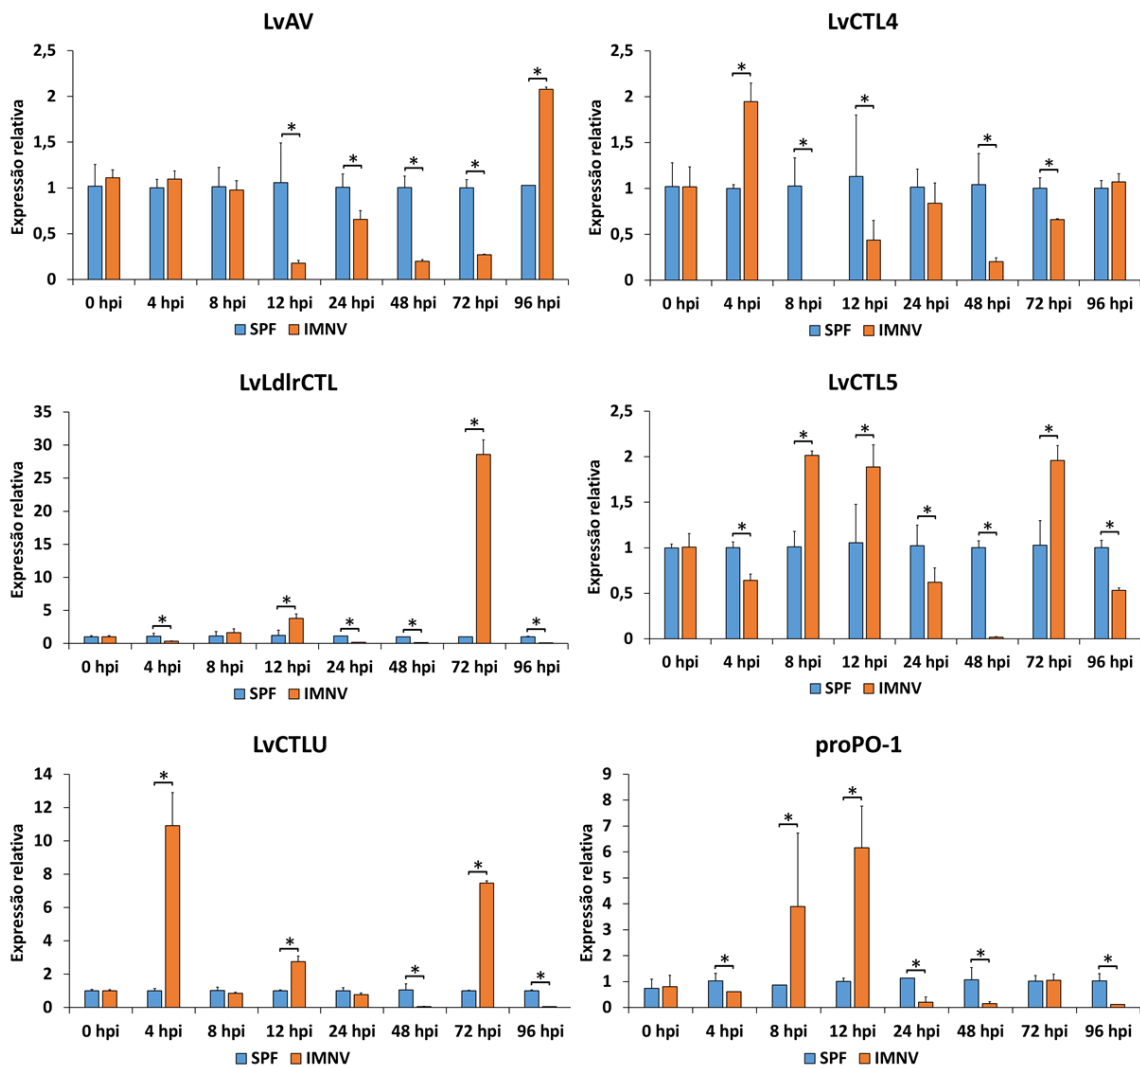 LvAV
Expressão relativa
2,5
2
1,5
1
0,5
0
* * * * *
0 hpi 4 hpi 8 hpi 12 hpi 24 hpi 48 hpi 72 hpi 96 hpi
SPF IMNV
LvCTL4
Expressão relativa
2,5
2
1,5
1
0,5
0
* * * * *
0 hpi 4 hpi 8 hpi 12 hpi 24 hpi 48 hpi 72 hpi 96 hpi
SPF IMNV
LvLdlrCTL
Expressão relativa
35
30
25
20
15
10
5
0
* * * * * *
0 hpi 4 hpi 8 hpi 12 hpi 24 hpi 48 hpi 72 hpi 96 hpi
SPF IMNV
LvCTL5
Expressão relativa
2,5
2
1,5
1
0,5
0
* * * * * * *
0 hpi 4 hpi 8 hpi 12 hpi 24 hpi 48 hpi 72 hpi 96 hpi
SPF IMNV
LvCTLU
Expressão relativa
14
12
10
8
6
4
2
0
* * * * *
0 hpi 4 hpi 8 hpi 12 hpi 24 hpi 48 hpi 72 hpi 96 hpi
SPF IMNV
proPO-1
Expressão relativa
9
8
7
6
5
4
3
2
1
0
* * * * * *
0 hpi 4 hpi 8 hpi 12 hpi 24 hpi 48 hpi 72 hpi 96 hpi
SPF IMNV